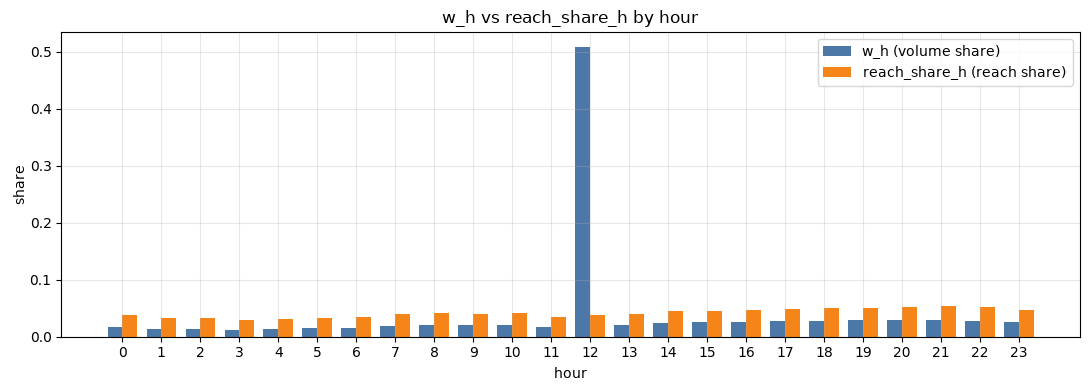 w_h vs reach_share_h by hour
w_h (volume share)
reach_share_h (reach share)
share
0.5
0.4
0.3
0.2
0.1
0.0
0 1 2 3 4 5 6 7 8 9 10 11 12 13 14 15 16 17 18 19 20 21 22 23
hour